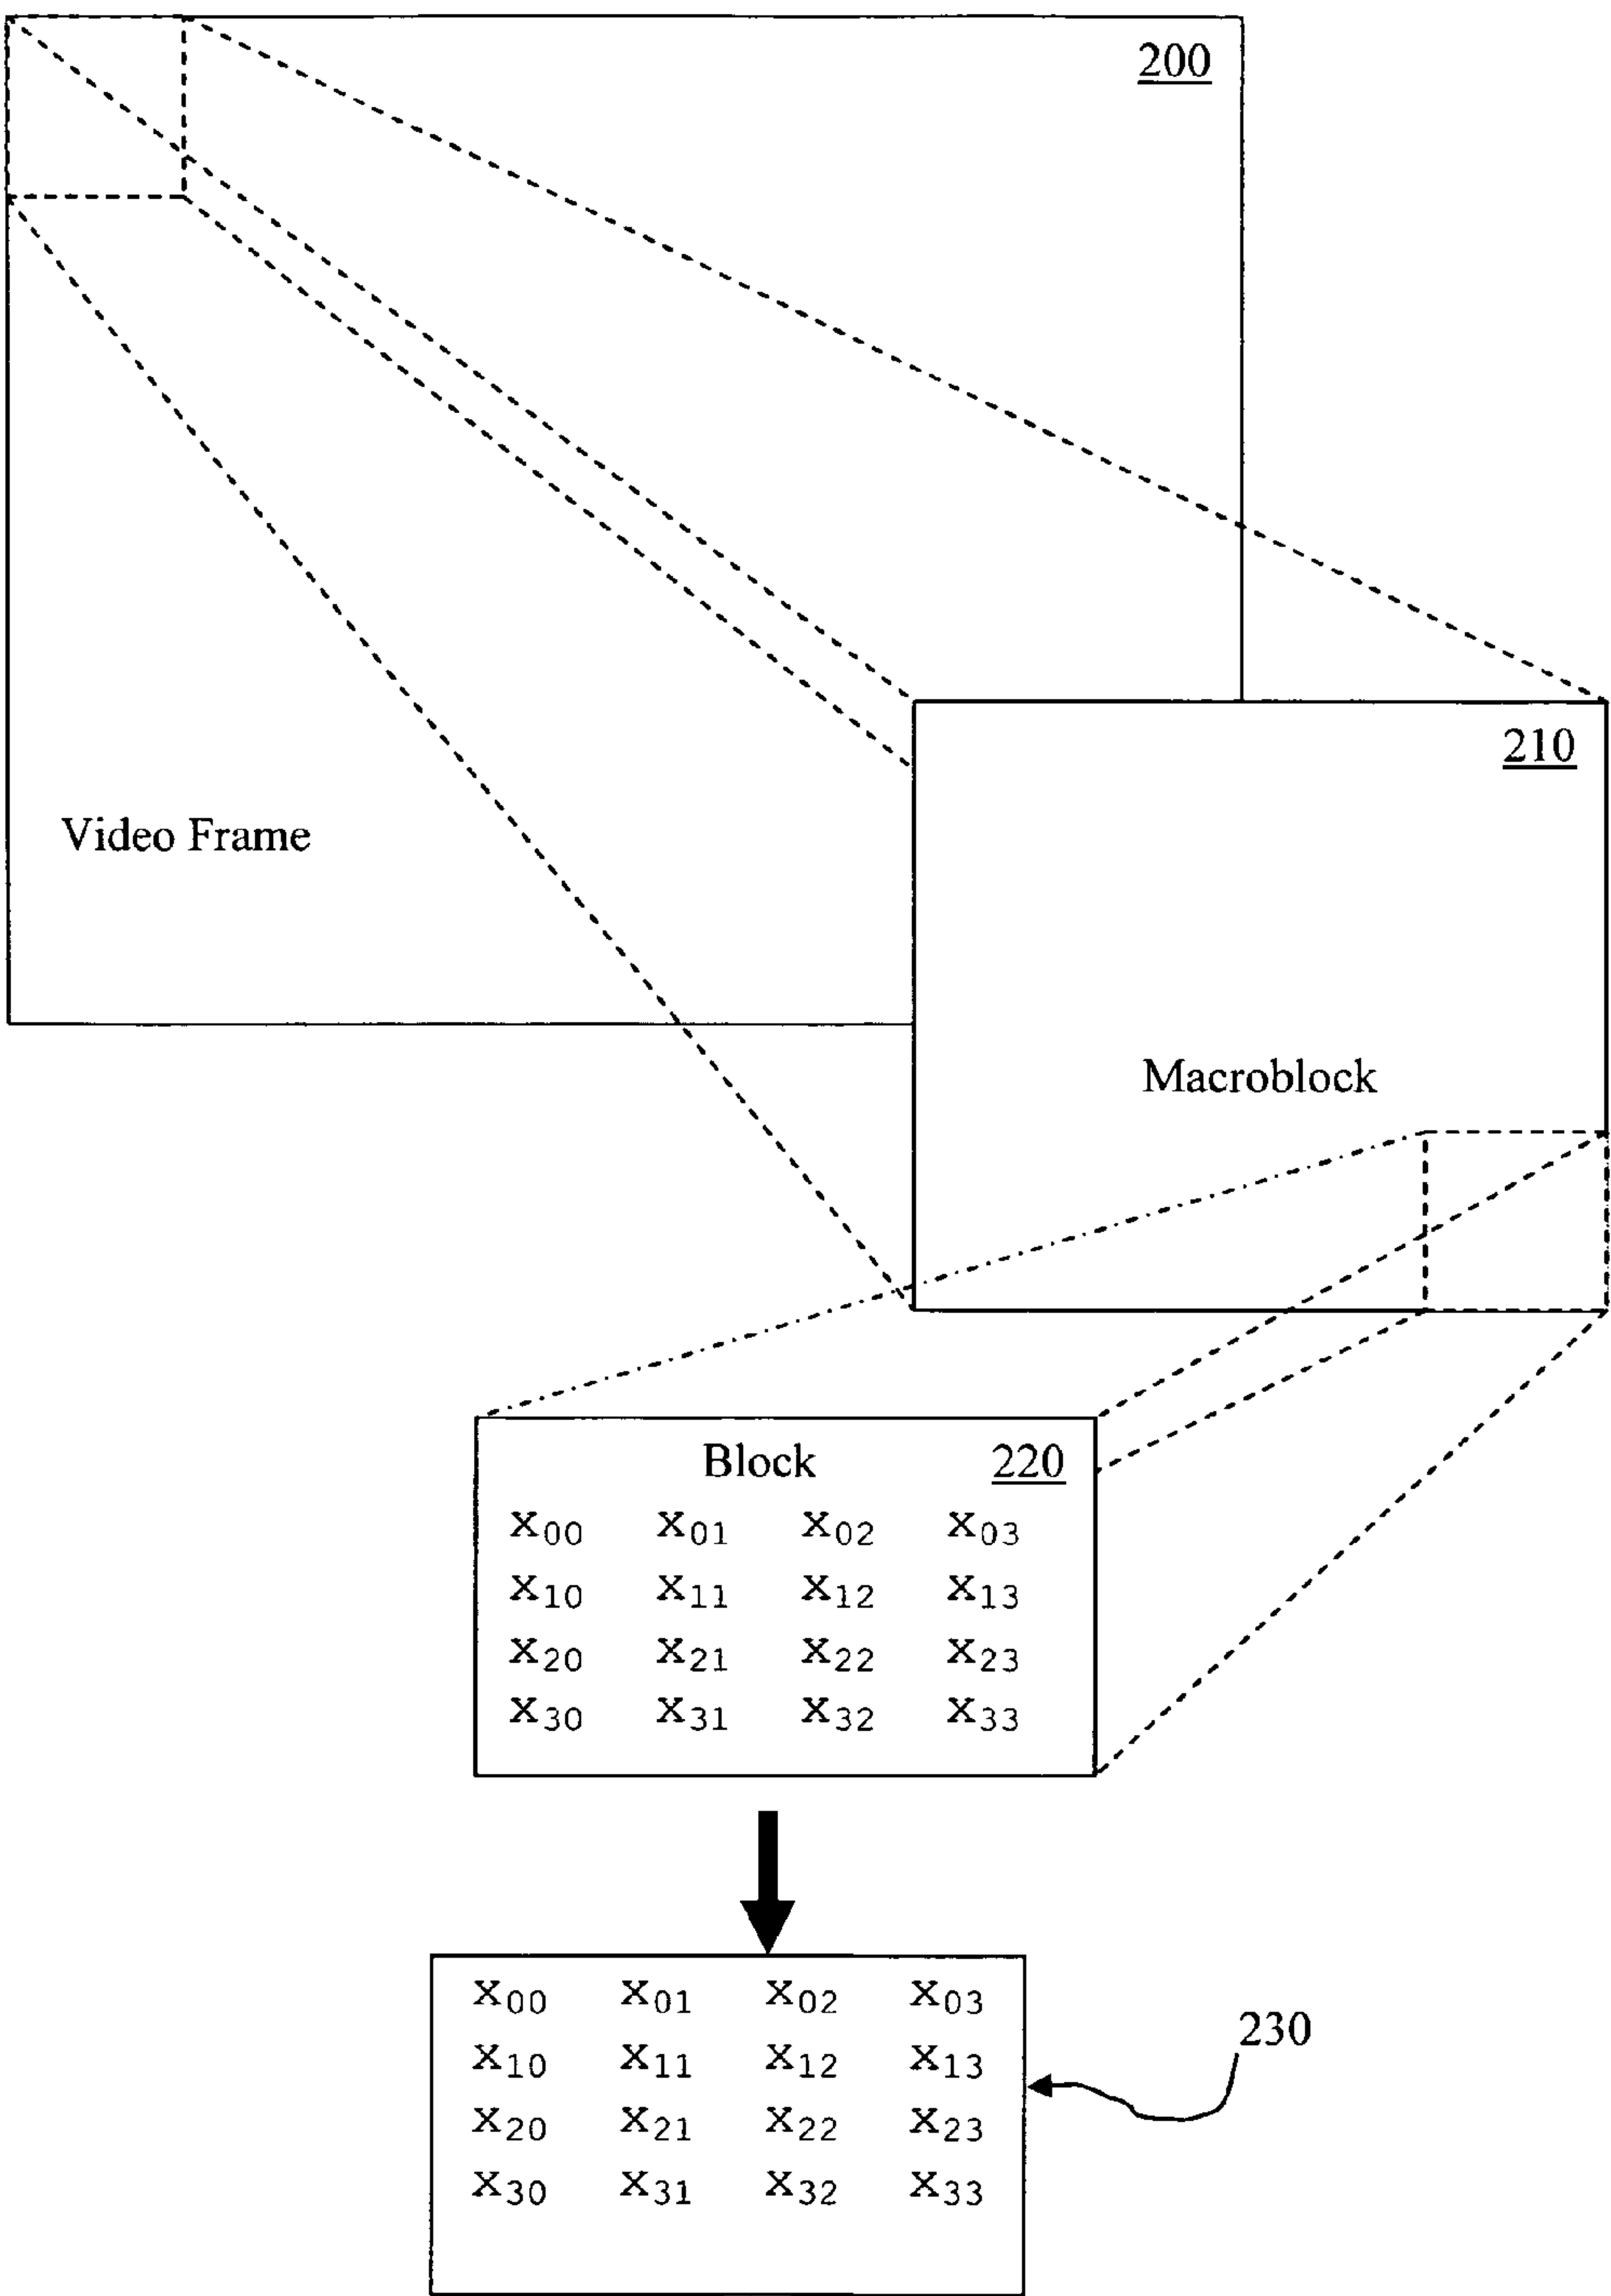 200
210
Video Frame
Macroblock
Block 220
x00 x01 x02 x03
x10 x11 x12 x13
x20 x21 x22 x23
x30 x31 x32 x33
x00 x01 x02 x03
230
x10 x11 x12 x13
x20 x21 x22 x23
x30 x31 x32 x33